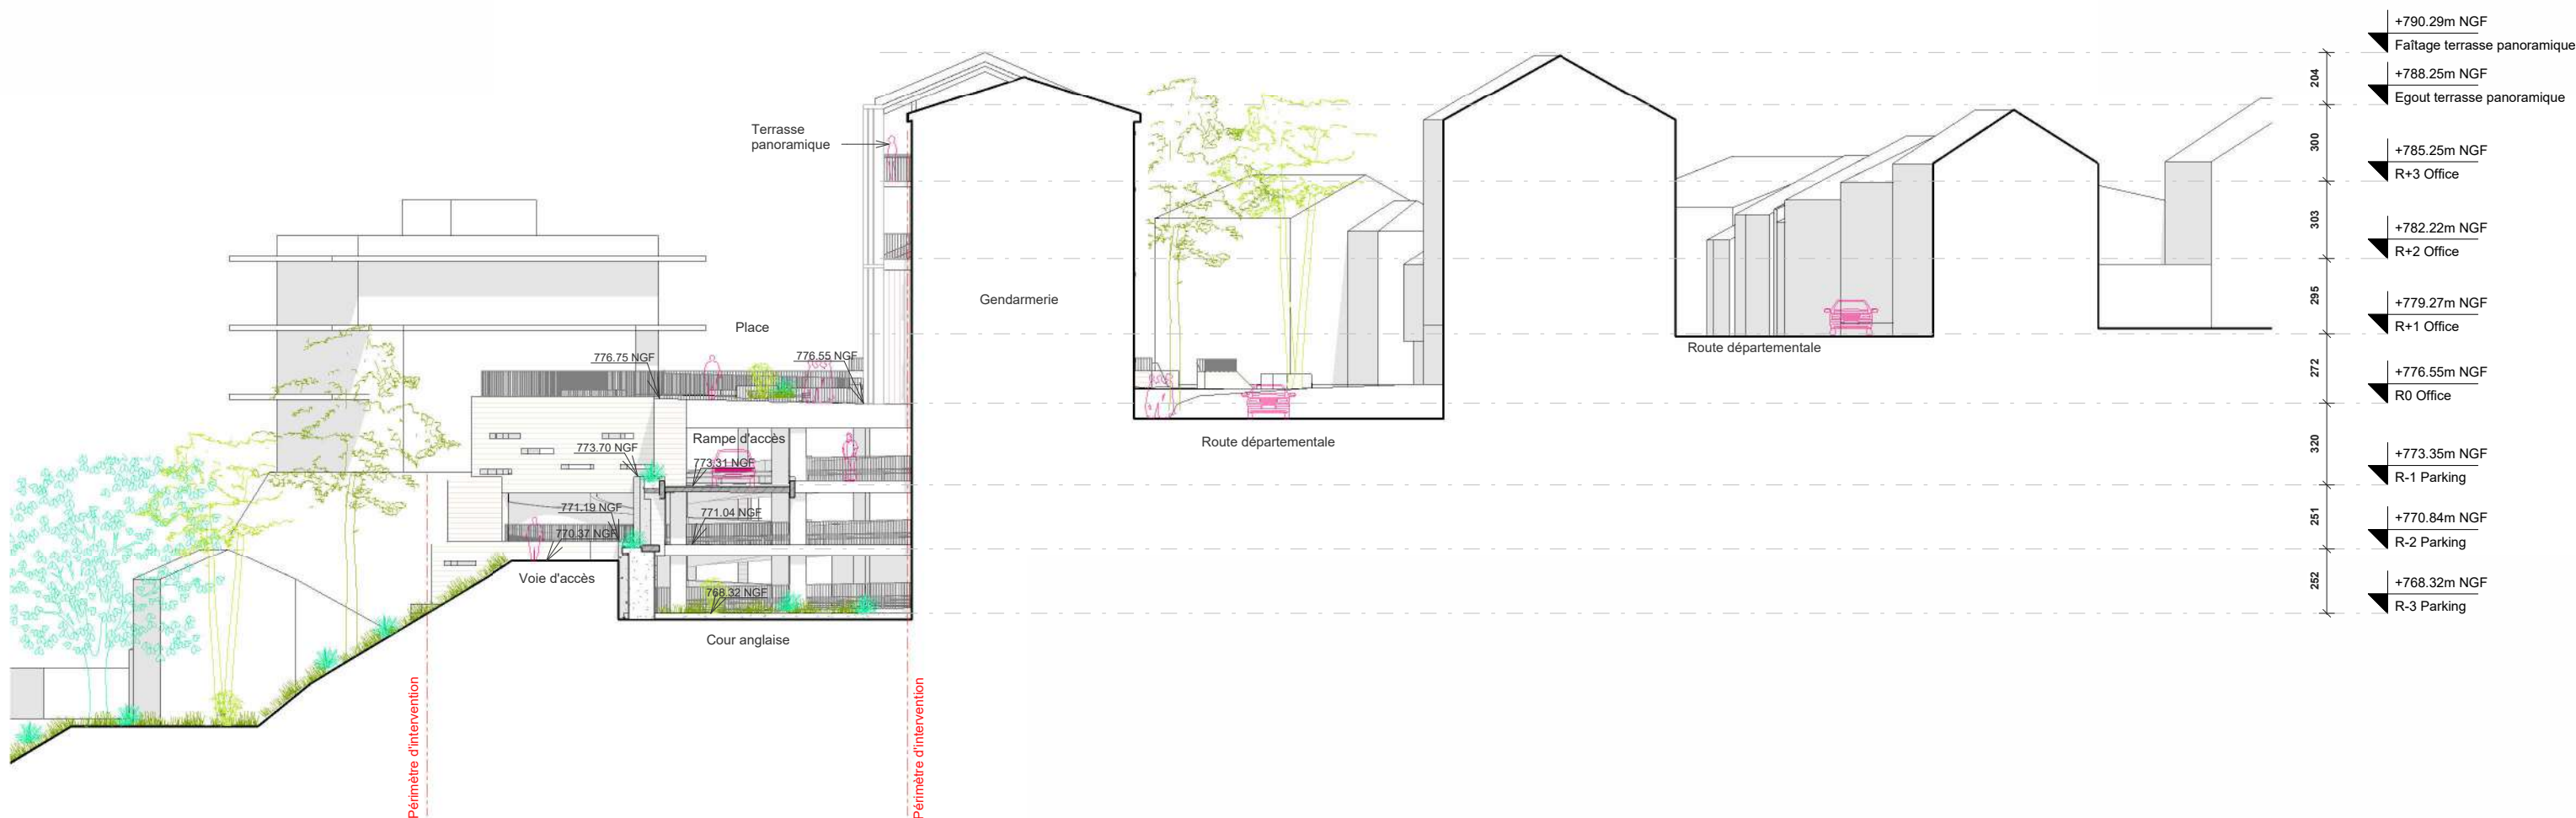 +790.29m NGF
Faîtage terrasse panoramique
204
+788.25m NGF
Egout terrasse panoramique
300
+785.25m NGF
R+3 Office
303
+782.22m NGF
R+2 Office
295
+779.27m NGF
R+1 Office
272
+776.55m NGF
R0 Office
320
+773.35m NGF
R-1 Parking
251
+770.84m NGF
R-2 Parking
252
+768.32m NGF
R-3 Parking
Terrasse
panoramique
Gendarmerie
Place
776.75 NGF
776.55 NGF
Route départementale
Route départementale
Rampe d'accès
773.70 NGF
773.31 NGF
771.19 NGF
771.04 NGF
770.37 NGF
Voie d'accès
768.32 NGF
Cour anglaise
Périmètre d'intervention
Périmètre d'intervention